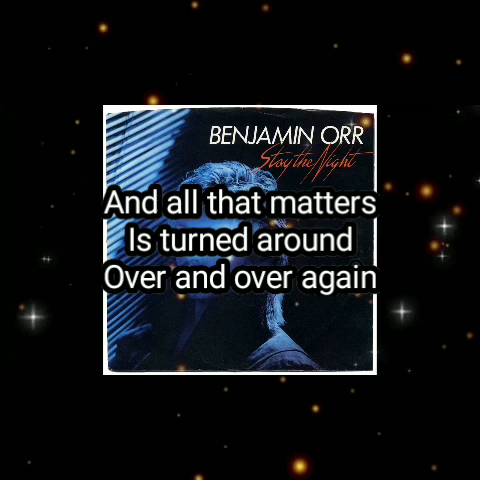 BENJAMIN ORR
Stay the Night
And all that matters
Is turned around
Over and over again